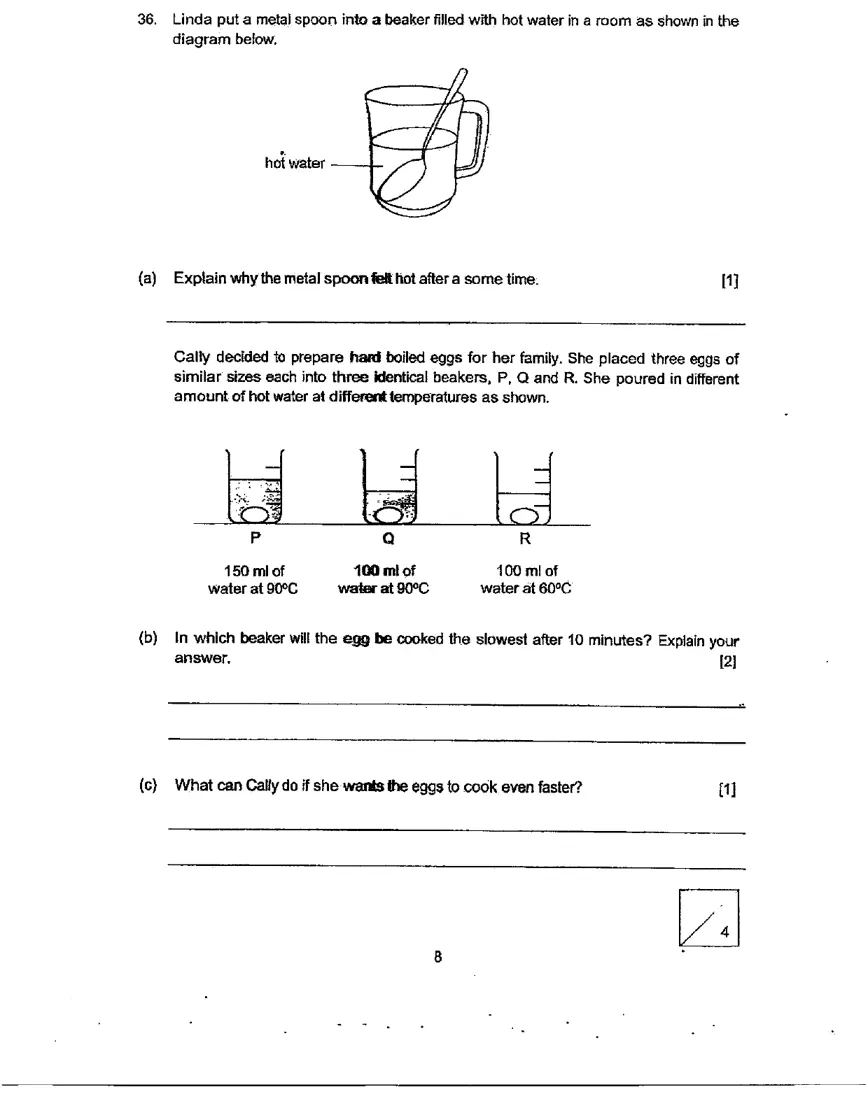 36. Linda put a metal spoon into a beaker filled with hot water in a room as shown in the
diagram below.
hot water
(a) Explain why the metal spoon felt hot after a some time. [1]
Cally decided to prepare hard boiled eggs for her family. She placed three eggs of
similar sizes each into three identical beakers, P, Q and R. She poured in different
amount of hot water at different temperatures as shown.
P Q R
150 ml of 100 ml of 100 ml of
water at 90ºC water at 90ºC water at 60ºC
(b) In which beaker will the egg be cooked the slowest after 10 minutes? Explain your
answer. [2]
(c) What can Cally do if she wants the eggs to cook even faster? [1]
4
8